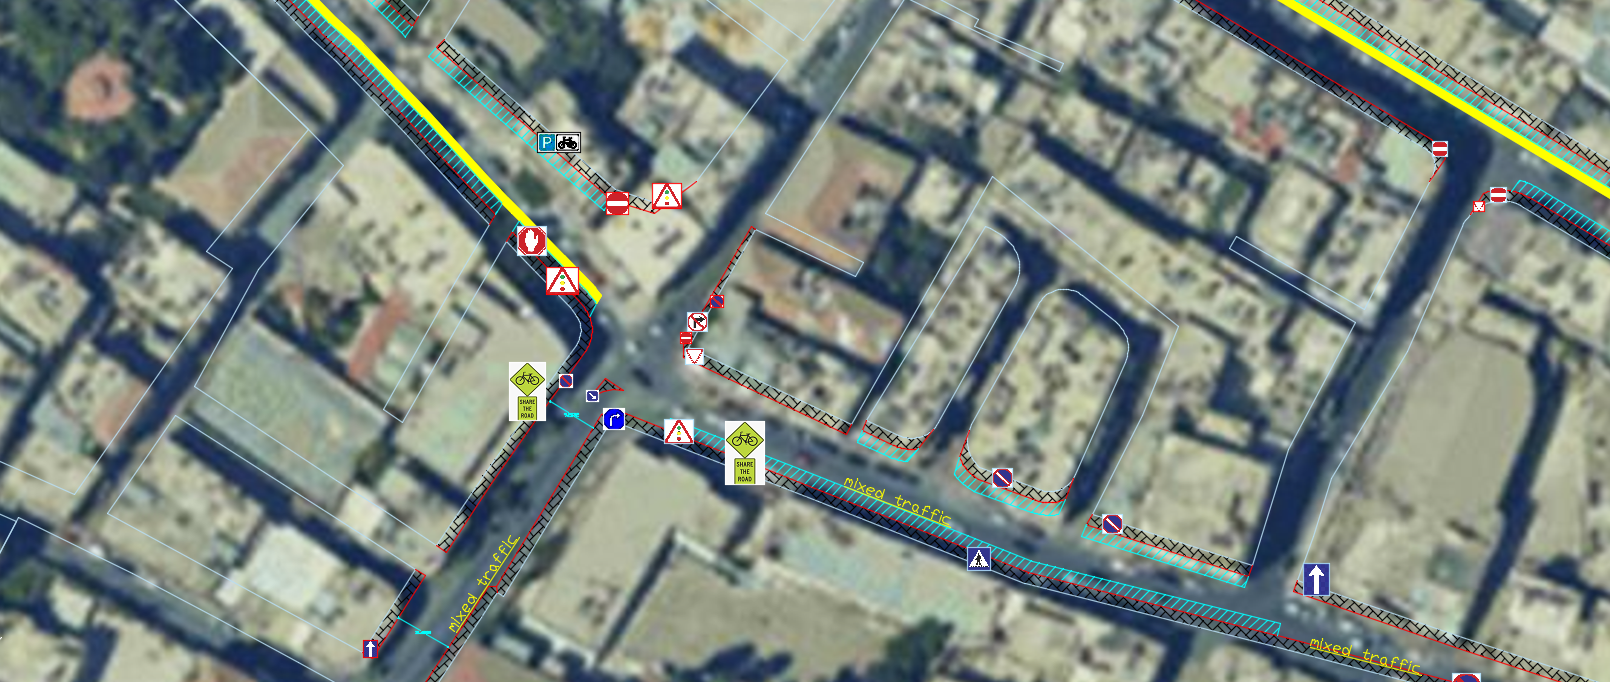 P
SHARE
THE
ROAD
SHARE
THE
ROAD
mixed traffic
mixed traffic
mixed traffic